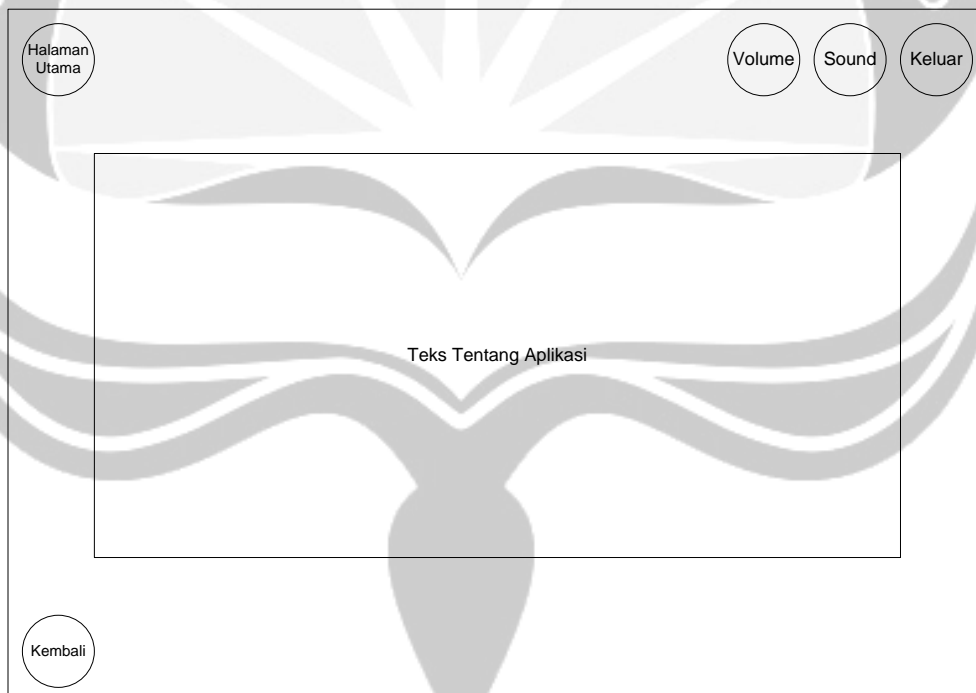 Halaman
Utama
Volume
Sound
Keluar
Teks Tentang Aplikasi
Kembali